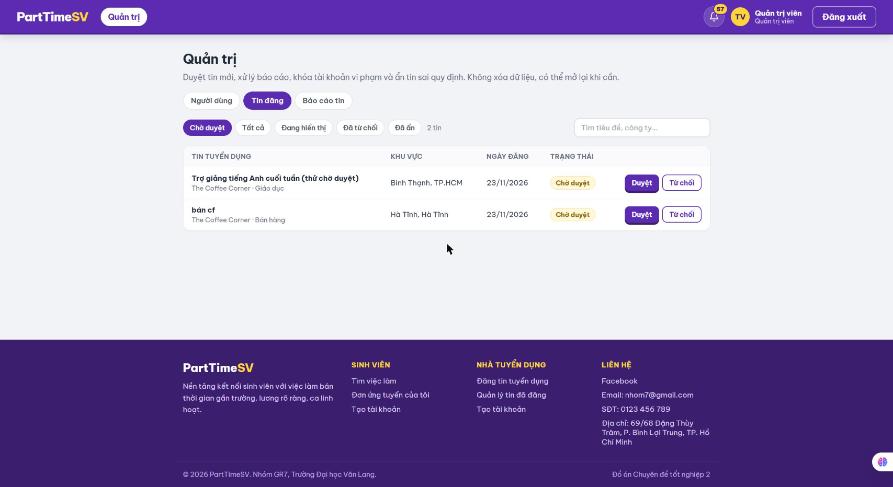 PartTimeSV
Quản trị
57
TV
Quản trị viên
Quản trị viên
Đăng xuất
Quản trị
Duyệt tin mới, xử lý báo cáo, khóa tài khoản vi phạm và ẩn tin sai quy định. Không xóa dữ liệu, có thể mở lại khi cần.
Người dùng
Tin đăng
Báo cáo tin
Chờ duyệt
Tất cả
Đang hiển thị
Đã từ chối
Đã ẩn
2 tin
Tìm tiêu đề, công ty...
TIN TUYỂN DỤNG
KHU VỰC
NGÀY ĐĂNG
TRẠNG THÁI
Trợ giảng tiếng Anh cuối tuần (thử chờ duyệt)
The Coffee Corner · Giáo dục
Bình Thạnh, TP.HCM
23/11/2026
Chờ duyệt
Duyệt
Từ chối
bán cf
The Coffee Corner · Bán hàng
Hà Tĩnh, Hà Tĩnh
23/11/2026
Chờ duyệt
Duyệt
Từ chối
PartTimeSV
Nền tảng kết nối sinh viên với việc làm bán
thời gian gần trường, lương rõ ràng, ca linh
hoạt.
SINH VIÊN
Tìm việc làm
Đơn ứng tuyển của tôi
Tạo tài khoản
NHÀ TUYỂN DỤNG
Đăng tin tuyển dụng
Quản lý tin đã đăng
Tạo tài khoản
LIÊN HỆ
Facebook
Email: nhom7@gmail.com
SĐT: 0123 456 789
Địa chỉ: 69/68 Đặng Thùy
Trâm, P. Bình Lợi Trung, TP. Hồ
Chí Minh
© 2026 PartTimeSV. Nhóm GR7, Trường Đại học Văn Lang.
Đồ án Chuyên đề tốt nghiệp 2